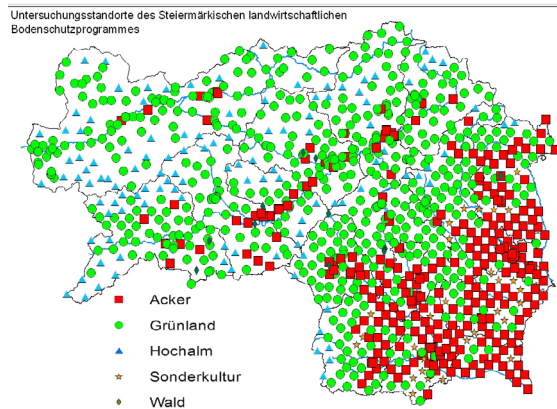 Untersuchungsstandorte des Steiermärkischen landwirtschaftlichen
Bodenschutzprogrammes
Acker
Grünland
Hochalm
Sonderkultur
Wald